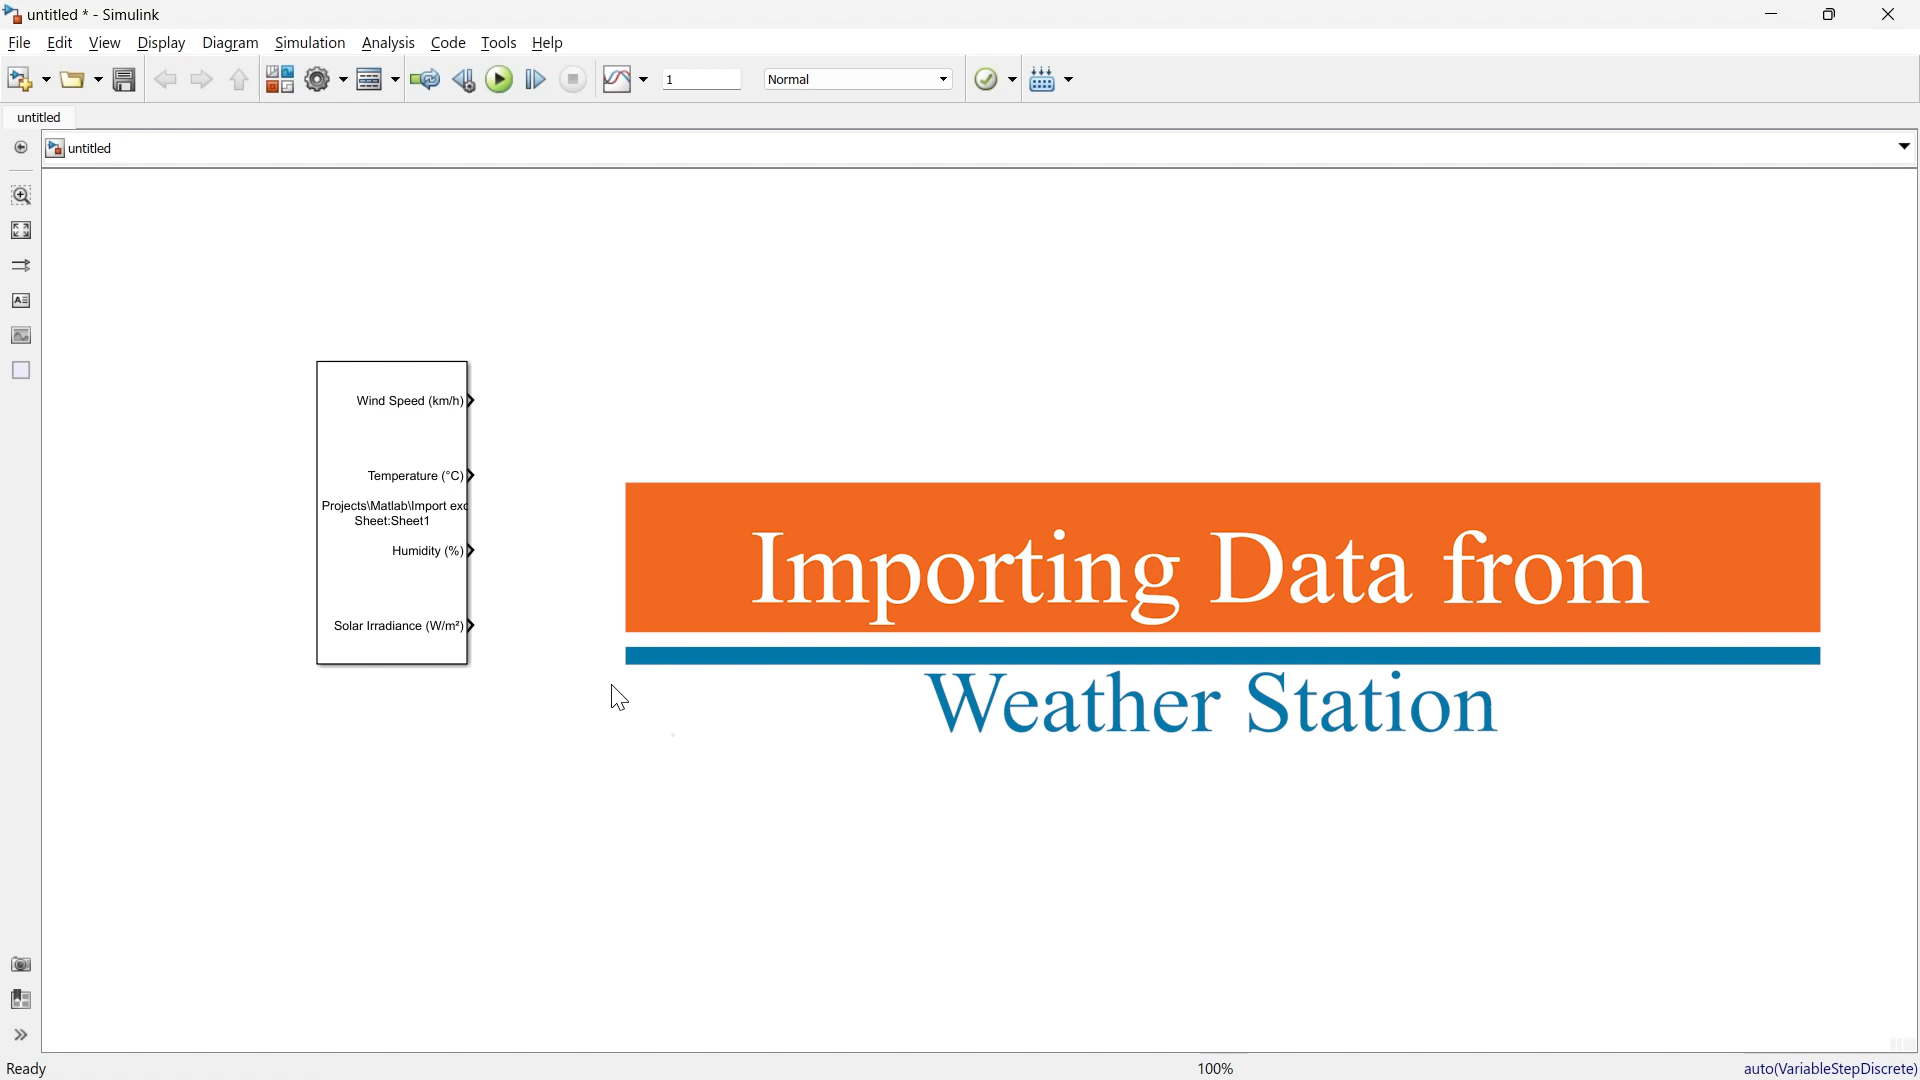 untitled * - Simulink
File Edit View Display Diagram Simulation Analysis Code Tools Help
1 Normal
untitled
untitled
Wind Speed (km/h)
Temperature (°C)
Projects\Matlab\Import exc
Sheet:Sheet1
Humidity (%)
Solar Irradiance (W/m²)
Importing Data from
Weather Station
Ready 100% auto(VariableStepDiscrete)